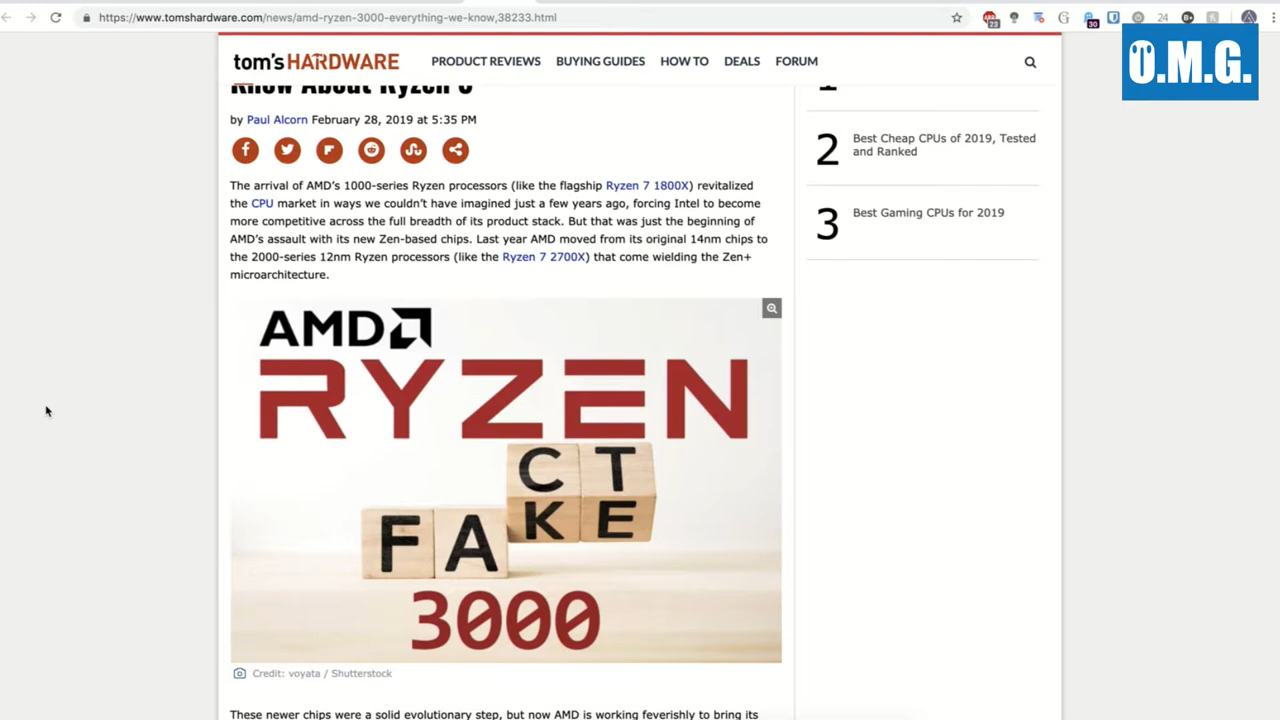 https://www.tomshardware.com/news/amd-ryzen-3000-everything-we-know,38233.html
23
30
24
O.M.G.
tom's HARDWARE
PRODUCT REVIEWS BUYING GUIDES HOW TO DEALS FORUM
Know About Ryzen 3
by Paul Alcorn February 28, 2019 at 5:35 PM
The arrival of AMD’s 1000-series Ryzen processors (like the flagship Ryzen 7 1800X) revitalized
the CPU market in ways we couldn’t have imagined just a few years ago, forcing Intel to become
more competitive across the full breadth of its product stack. But that was just the beginning of
AMD’s assault with its new Zen-based chips. Last year AMD moved from its original 14nm chips to
the 2000-series 12nm Ryzen processors (like the Ryzen 7 2700X) that come wielding the Zen+
microarchitecture.
AMD
RYZEN
CT
FAKE
3000
Credit: voyata / Shutterstock
These newer chips were a solid evolutionary step, but now AMD is working feverishly to bring its
1
2
Best Cheap CPUs of 2019, Tested
and Ranked
3
Best Gaming CPUs for 2019